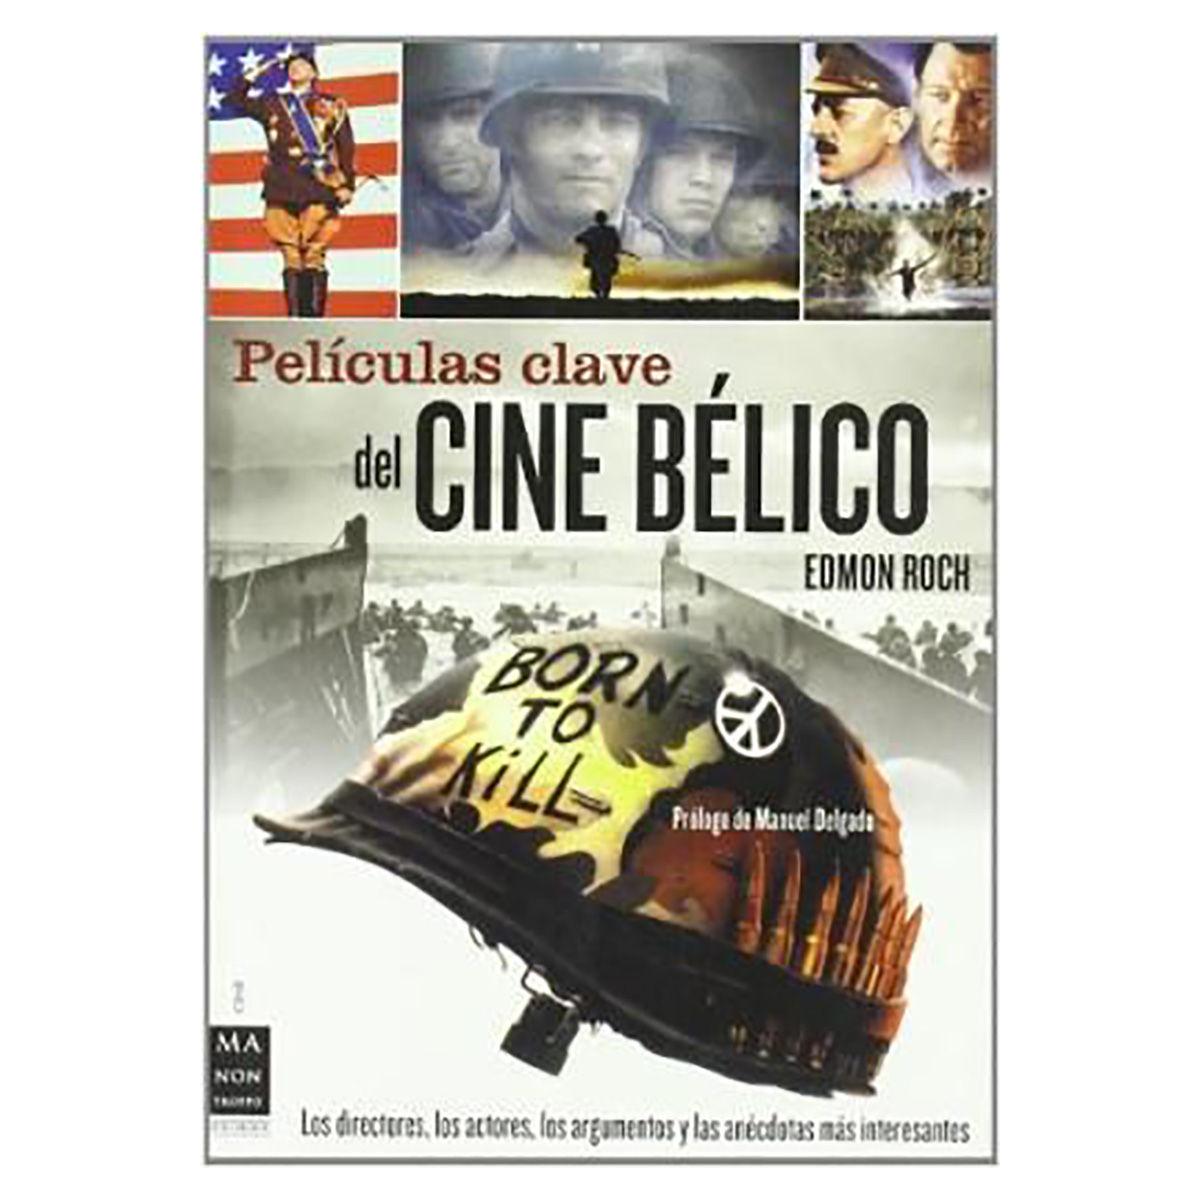 Películas clave
del CINE BÉLICO
EDMON ROCH
BORN
TO
KiLL
Prólogo de Manuel Delgado
MA
NON
TROPPO
Los directores, los actores, los argumentos y las anécdotas más interesantes